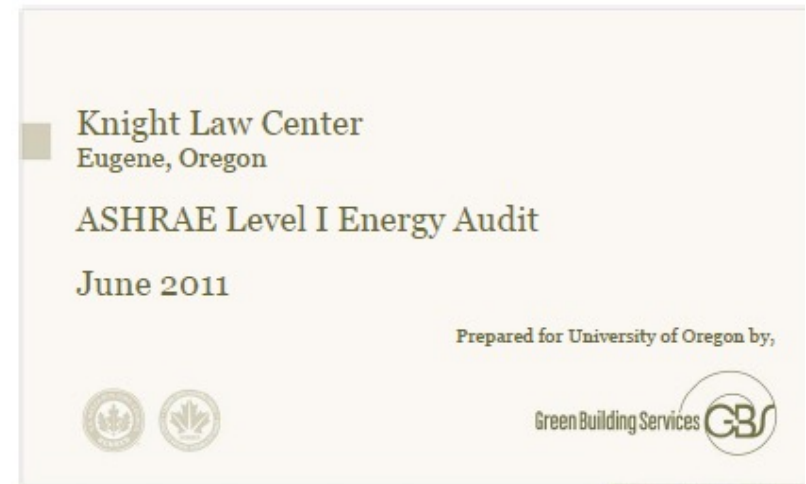 Knight Law Center
Eugene, Oregon
ASHRAE Level I Energy Audit
June 2011
Prepared for University of Oregon by,
Green Building Services GBS